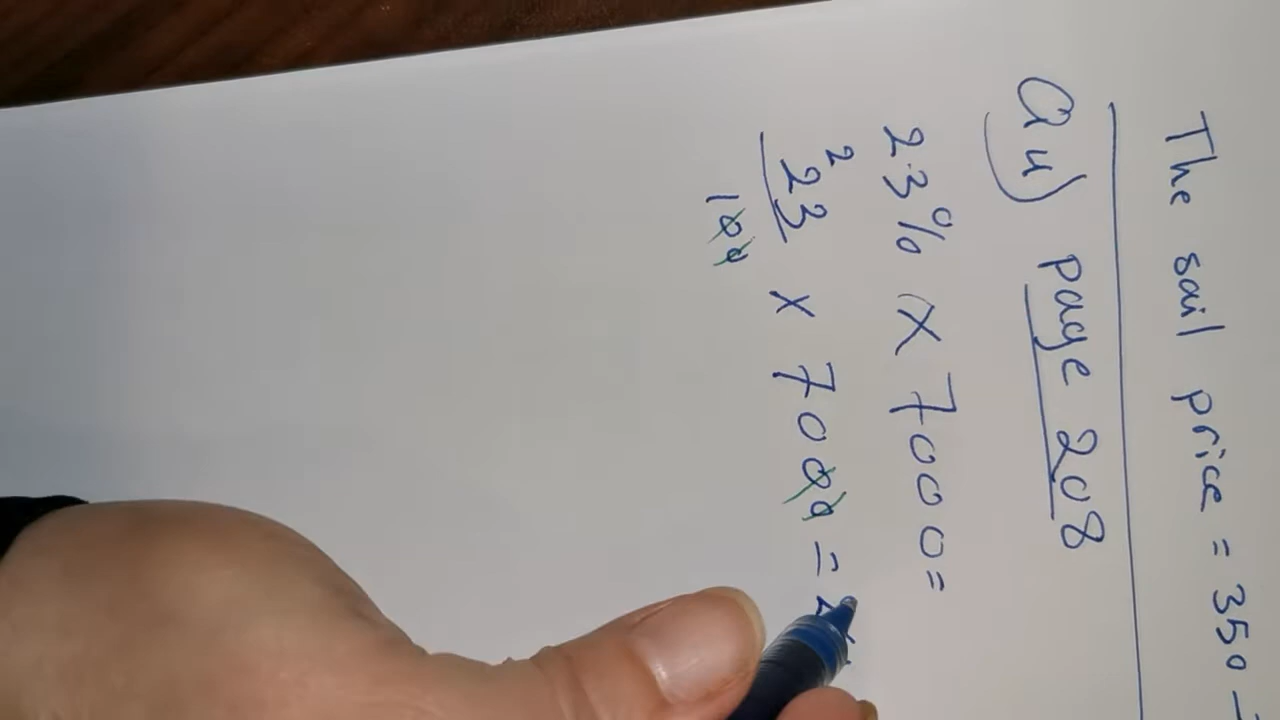 The sail price = 350 -
Q4) page 208
23% × 7000 =
2
23 × 7000 =
100